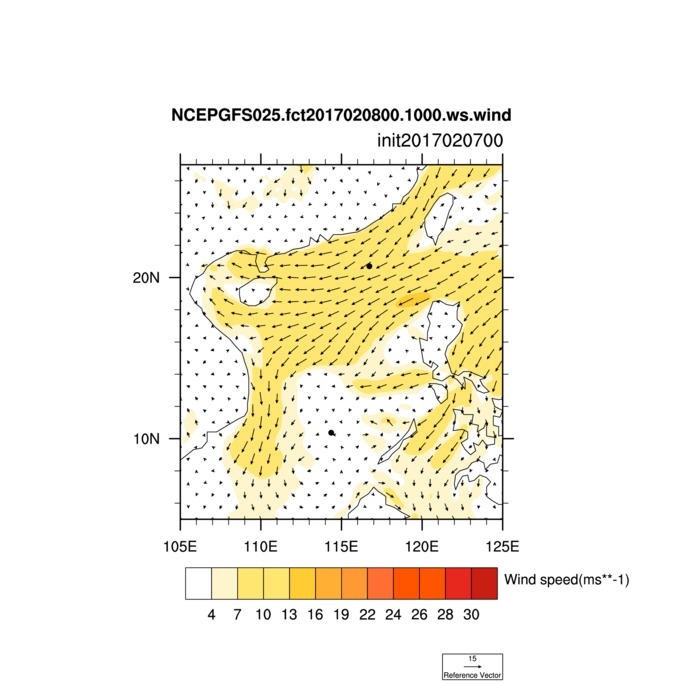 NCEPGFS025.fct2017020800.1000.ws.wind
init2017020700
20N
10N
105E 110E 115E 120E 125E
Wind speed(ms**-1)
4 7 10 13 16 19 22 24 26 28 30
15
Reference Vector